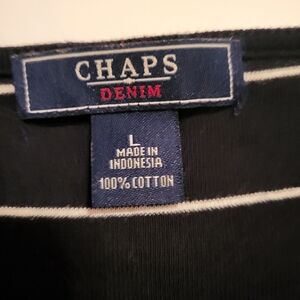 CHAPS
DENIM
L
MADE IN
INDONESIA
100% COTTON